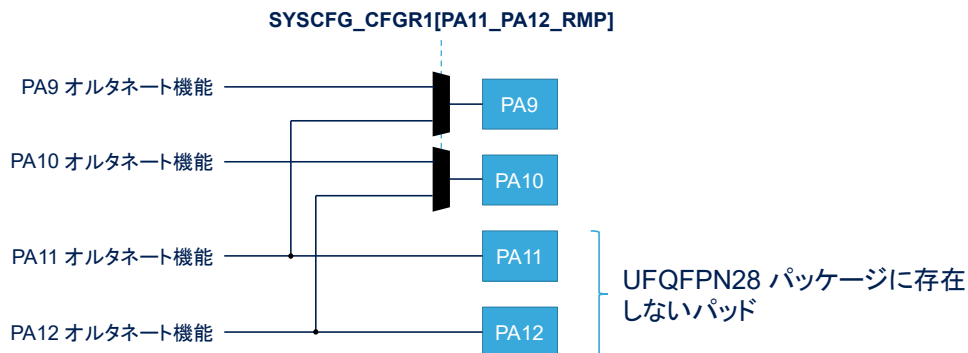 SYSCFG_CFGR1[PA11_PA12_RMP]
PA9 オルタネート機能
PA9
PA10 オルタネート機能
PA10
PA11 オルタネート機能
PA11
PA12 オルタネート機能
PA12
UFQFPN28 パッケージに存在
しないパッド